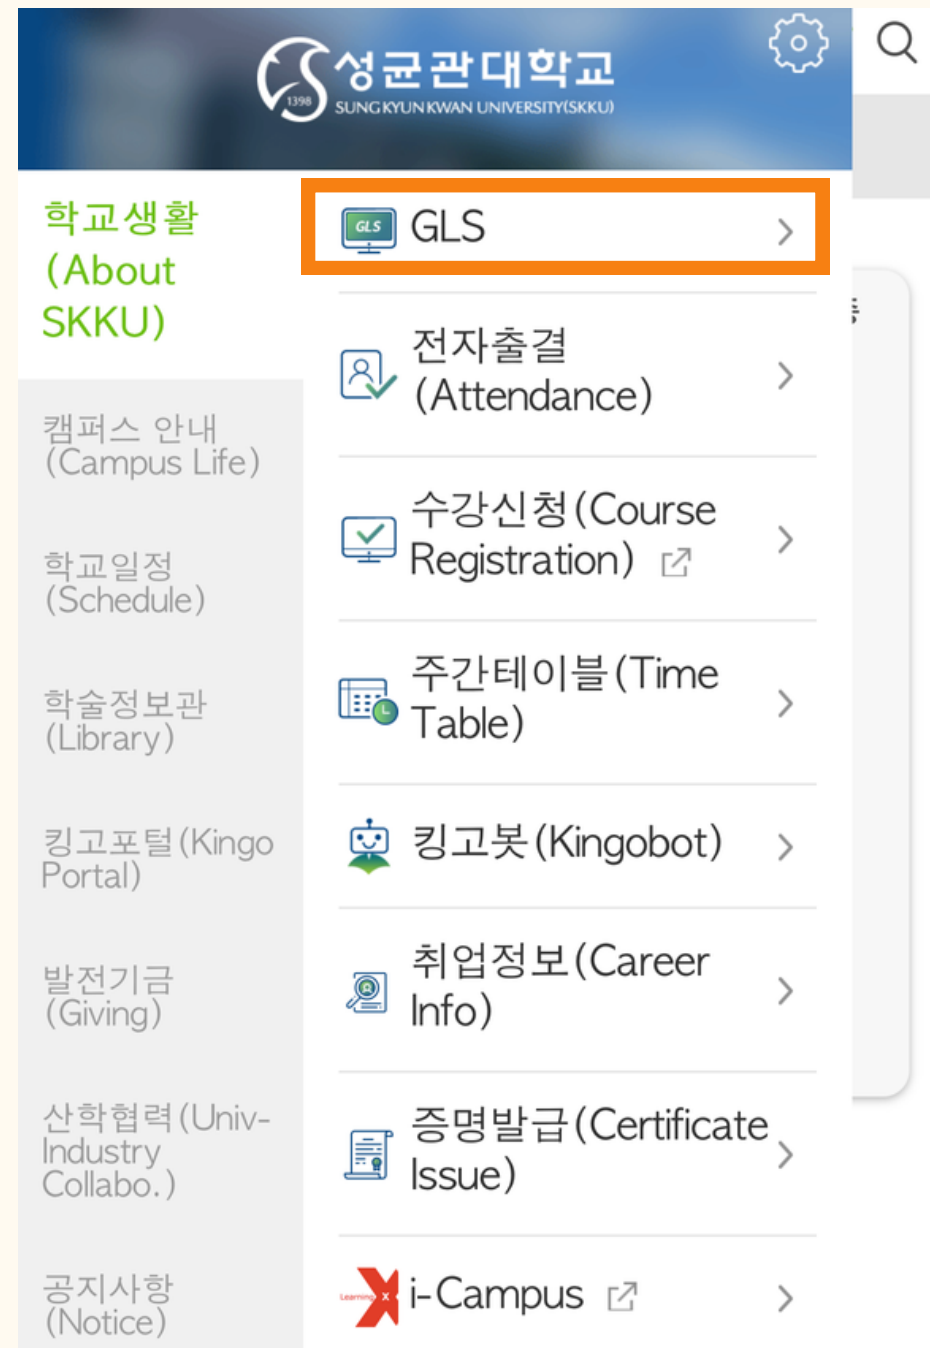 성균관대학교
1398
SUNG KYUN KWAN UNIVERSITY(SKKU)
학교생활
(About
SKKU)
캠퍼스 안내
(Campus Life)
학교일정
(Schedule)
학술정보관
(Library)
킹고포털(Kingo
Portal)
발전기금
(Giving)
산학협력(Univ-
Industry
Collabo.)
공지사항
(Notice)
GLS
GLS
전자출결
(Attendance)
수강신청(Course
Registration)
주간테이블(Time
Table)
킹고봇(Kingobot)
취업정보(Career
Info)
증명발급(Certificate
Issue)
Learning X
i-Campus